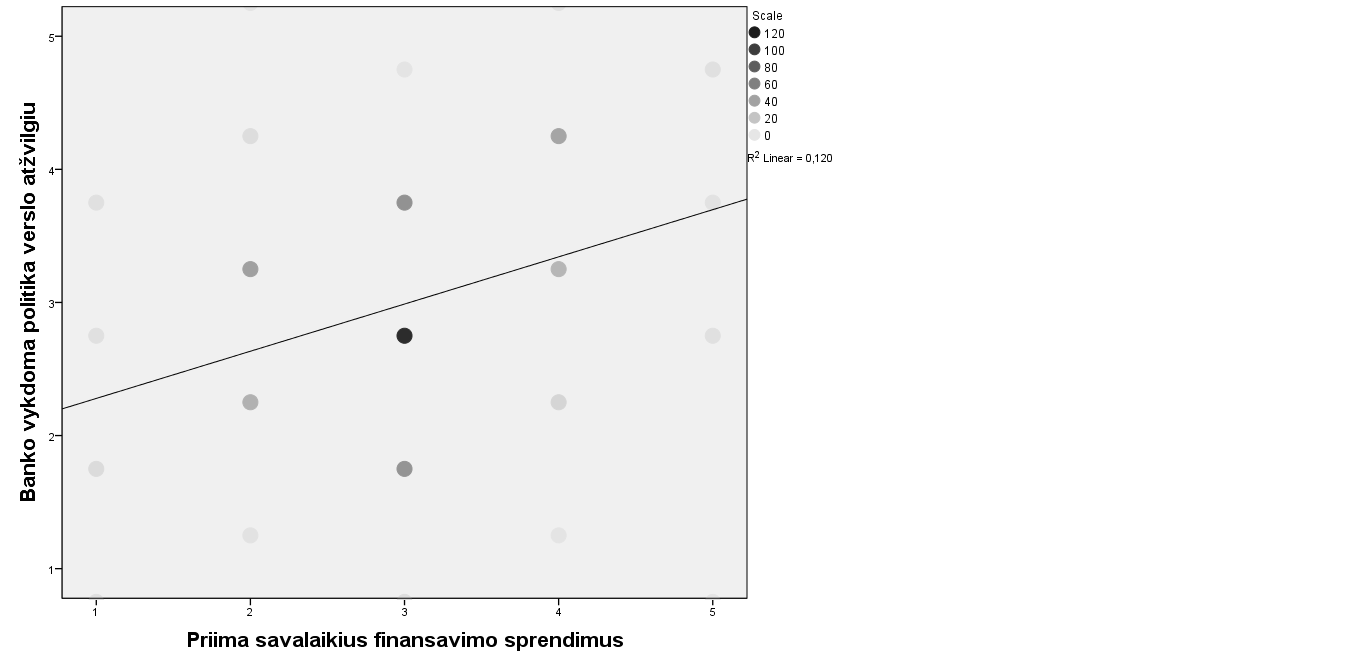 Scale
120
100
80
60
40
20
0
R2 Linear = 0,120
Banko vykdoma politika verslo atžvilgiu
5
4
3
2
1
1 2 3 4 5
Priima savalaikius finansavimo sprendimus